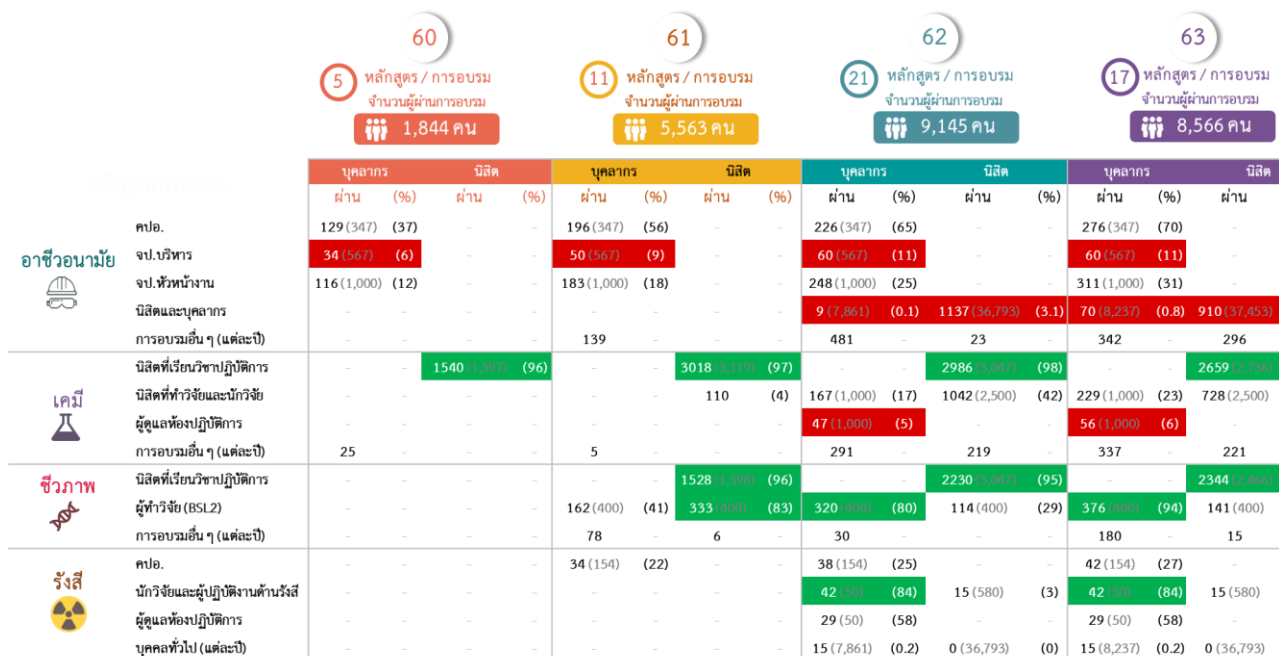 60 61 62 63
5 หลักสูตร / การอบรม 11 หลักสูตร / การอบรม 21 หลักสูตร / การอบรม 17 หลักสูตร / การอบรม
จำนวนผู้ผ่านการอบรม จำนวนผู้ผ่านการอบรม จำนวนผู้ผ่านการอบรม จำนวนผู้ผ่านการอบรม
1,844 คน 5,563 คน 9,145 คน 8,566 คน
บุคลากร นิสิต บุคลากร นิสิต บุคลากร นิสิต บุคลากร นิสิต
ผ่าน (%) ผ่าน (%) ผ่าน (%) ผ่าน (%) ผ่าน (%) ผ่าน (%) ผ่าน (%) ผ่าน
อาชีวอนามัย
คปอ. 129 (347) (37) - - 196 (347) (56) - - 226 (347) (65) - - 276 (347) (70) -
จป.บริหาร 34 (567) (6) - - 50 (567) (9) - - 60 (567) (11) - - 60 (567) (11) -
จป.หัวหน้างาน 116 (1,000) (12) - - 183 (1,000) (18) - - 248 (1,000) (25) - - 311 (1,000) (31) -
นิสิตและบุคลากร - - - - - - - - 9 (7,861) (0.1) 1137 (36,793) (3.1) 70 (8,237) (0.8) 910 (37,453)
การอบรมอื่น ๆ (แต่ละปี) - - - - 139 - - - 481 - 23 - 342 - 296
เคมี
นิสิตที่เรียนวิชาปฏิบัติการ - - 1540 (1,597) (96) - - 3018 (3,119) (97) - - 2986 (3,047) (98) - - 2659 (2,736)
นิสิตที่ทำวิจัยและนักวิจัย - - - - - - 110 (4) 167 (1,000) (17) 1042 (2,500) (42) 229 (1,000) (23) 728 (2,500)
ผู้ดูแลห้องปฏิบัติการ - - - - - - - - 47 (1,000) (5) - - 56 (1,000) (6) -
การอบรมอื่น ๆ (แต่ละปี) 25 - - - 5 - - - 291 - 219 - 337 - 221
ชีวภาพ
นิสิตที่เรียนวิชาปฏิบัติการ - - - - - - 1528 (1,598) (96) - - 2230 (3,047) (95) - - 2344 (2,466)
ผู้ทำวิจัย (BSL2) - - - - 162 (400) (41) 333 (400) (83) 320 (400) (80) 114 (400) (29) 376 (400) (94) 141 (400)
การอบรมอื่น ๆ (แต่ละปี) - - - - 78 - 6 - 30 - - - 180 - 15
รังสี
คปอ. - - - - 34 (154) (22) - - 38 (154) (25) - - 42 (154) (27) -
นักวิจัยและผู้ปฏิบัติงานด้านรังสี - - - - - - - - 42 (50) (84) 15 (580) (3) 42 (50) (84) 15 (580)
ผู้ดูแลห้องปฏิบัติการ - - - - - - - - 29 (50) (58) - - 29 (50) (58) -
บุคคลทั่วไป (แต่ละปี) - - - - - - - - 15 (7,861) (0.2) 0 (36,793) (0) 15 (8,237) (0.2) 0 (36,793)